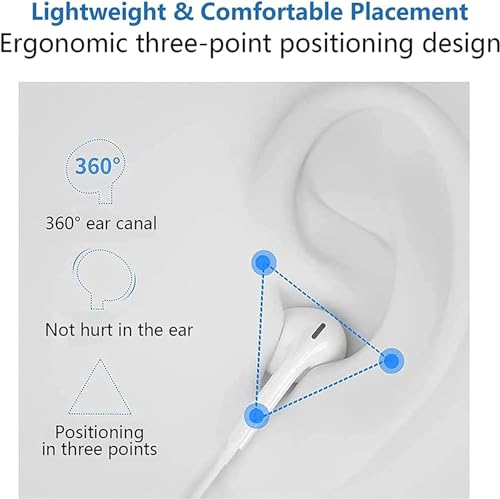 Lightweight & Comfortable Placement
Ergonomic three-point positioning design
360°
360° ear canal
Not hurt in the ear
Positioning
in three points